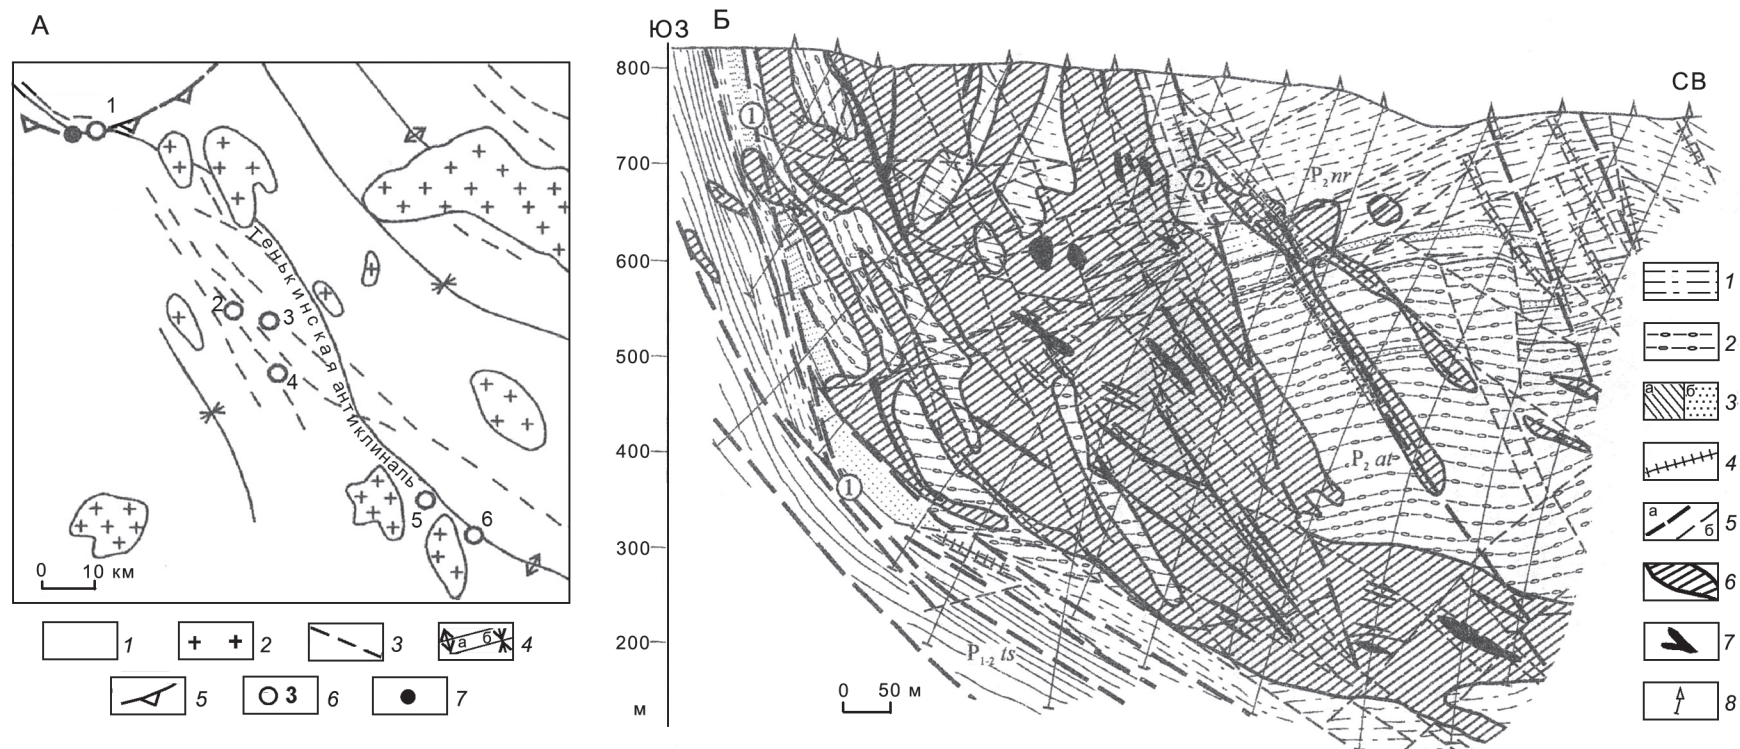 А
1
2
3
4
5
6
Тенькинская антиклиналь
0 10 км
1
2
3
а б 4
5
3 6
7
ЮЗ Б
СВ
800
700
600
500
400
300
200
м
1
2
1
P₂ nr
P₂ at
P₁₋₂ ts
0 50 м
1
2
а б 3
4
а б 5
6
7
8